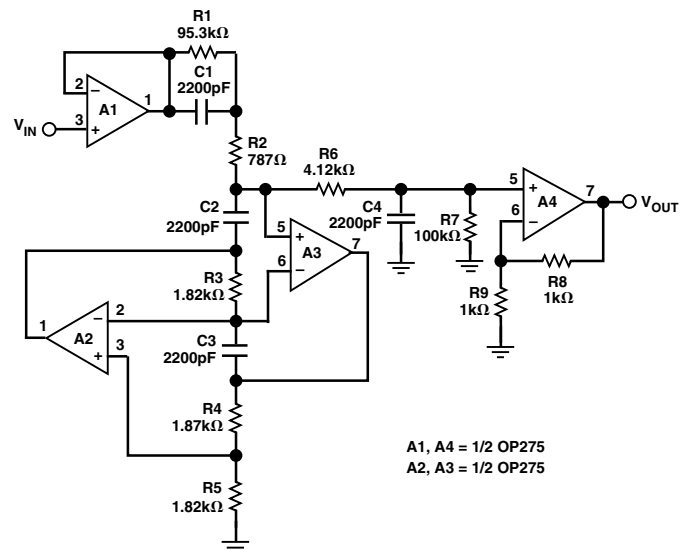 R1
95.3kΩ
C1
2200pF
2
–
A1
1
3
+
VIN
R2
787Ω
R6
4.12kΩ
C2
2200pF
5
+
A3
7
6
–
C4
2200pF
R7
100kΩ
5
+
A4
7
6
–
VOUT
R8
1kΩ
R9
1kΩ
R3
1.82kΩ
1
A2
2
–
3
+
C3
2200pF
R4
1.87kΩ
R5
1.82kΩ
A1, A4 = 1/2 OP275
A2, A3 = 1/2 OP275